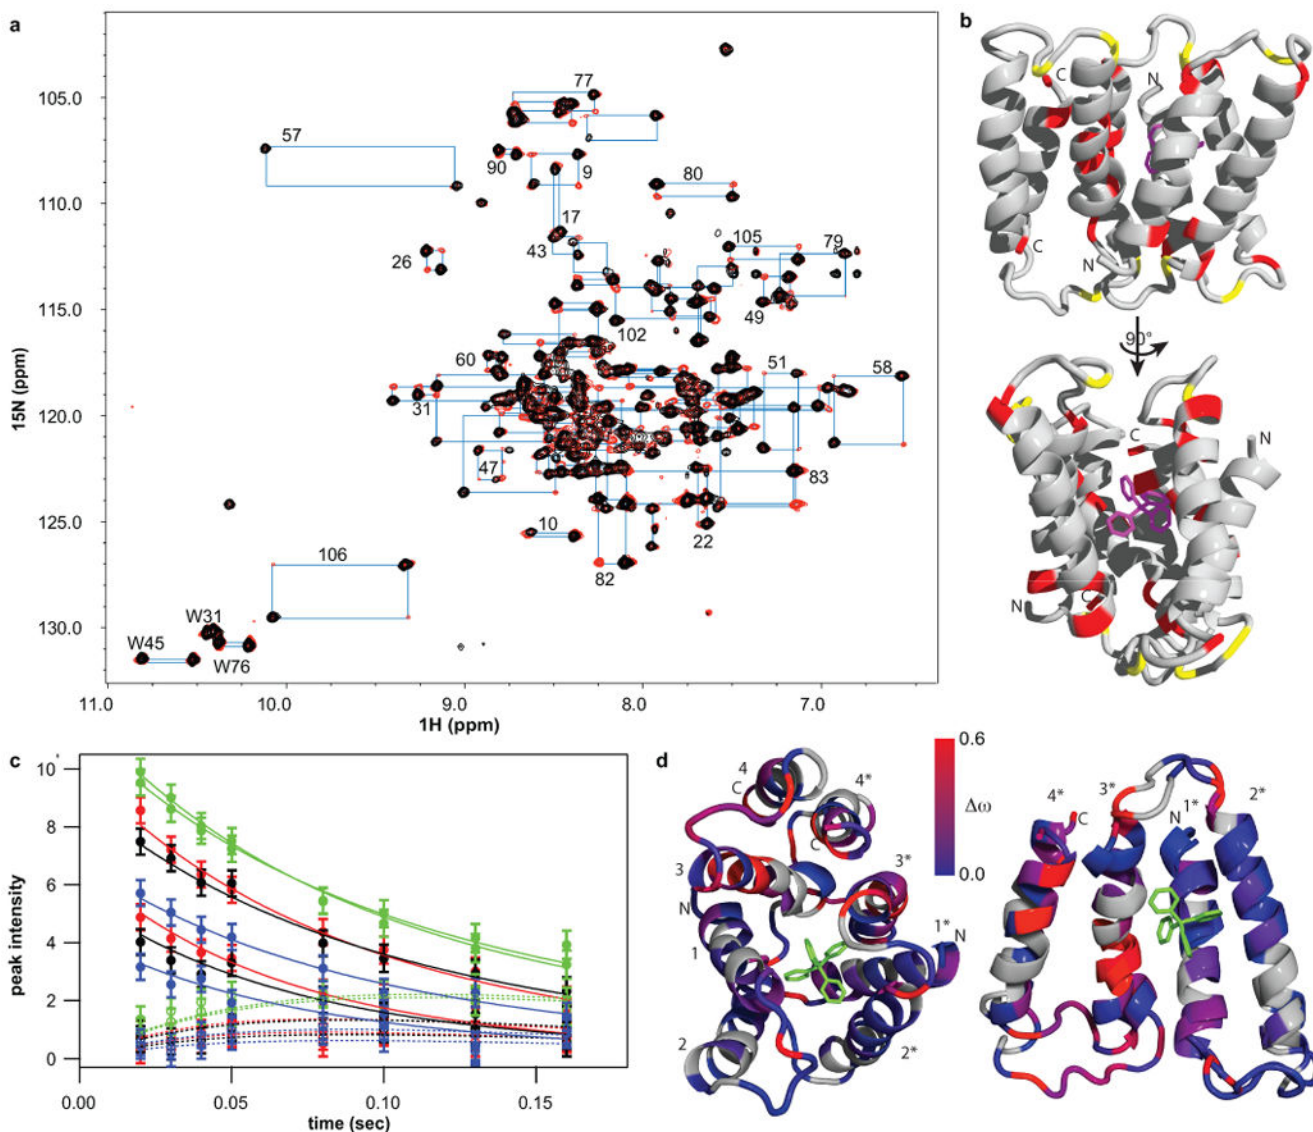 a
15N (ppm)
105.0
110.0
115.0
120.0
125.0
130.0
57
77
90
9
80
17
43
105
79
26
49
102
60
51
58
31
47
83
10
22
82
106
W31
W45
W76
11.0
10.0
9.0
8.0
7.0
1H (ppm)
b
C
N
C
N
90°
C
N
N
C
c
peak intensity
10
8
6
4
2
0
0.00
0.05
0.10
0.15
time (sec)
d
4
C
4*
C
3
3*
N
1
1*
N
2
2*
0.6
Δω
0.0
4*
C
3*
N
1*
2*